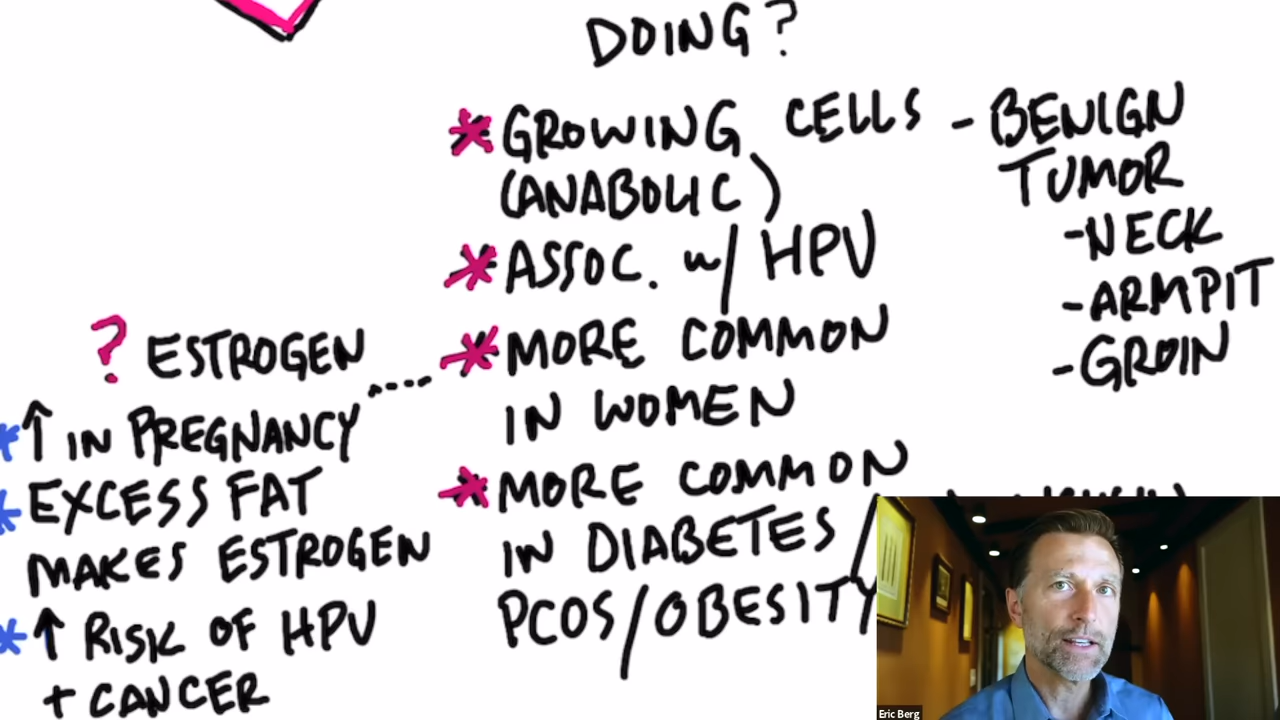 DOING?
* GROWING CELLS - BENIGN
(ANABOLIC)
TUMOR
- NECK
- ARMPIT
- GROIN
* ASSOC. w/ HPV
* MORE COMMON
IN WOMEN
* MORE COMMON
IN DIABETES /
PCOS/OBESITY
? ESTROGEN
* ↑ IN PREGNANCY
* EXCESS FAT
MAKES ESTROGEN
* ↑ RISK OF HPV
+ CANCER
Eric Berg